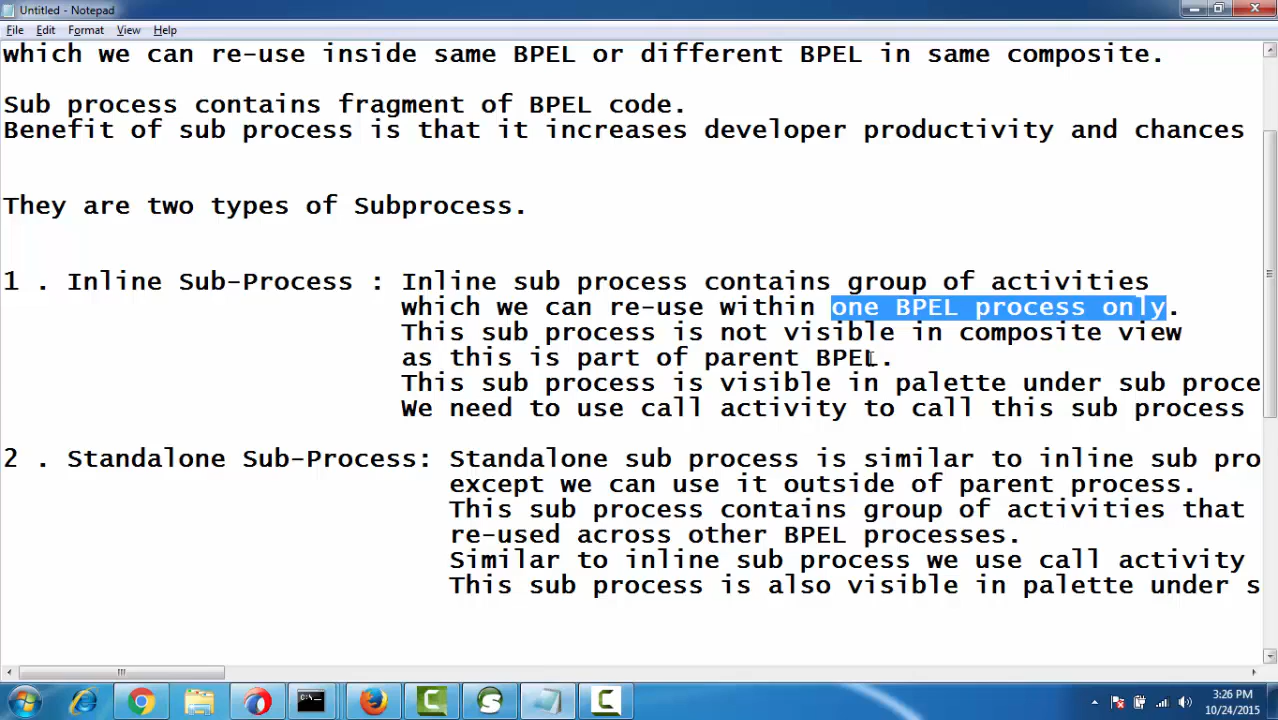 Untitled - Notepad
File Edit Format View Help
which we can re-use inside same BPEL or different BPEL in same composite.
Sub process contains fragment of BPEL code.
Benefit of sub process is that it increases developer productivity and chances
They are two types of Subprocess.
1 . Inline Sub-Process : Inline sub process contains group of activities
which we can re-use within one BPEL process only.
This sub process is not visible in composite view
as this is part of parent BPEL.
This sub process is visible in palette under sub proce
We need to use call activity to call this sub process
2 . Standalone Sub-Process: Standalone sub process is similar to inline sub pro
except we can use it outside of parent process.
This sub process contains group of activities that
re-used across other BPEL processes.
Similar to inline sub process we use call activity
This sub process is also visible in palette under s
3:26 PM
10/24/2015